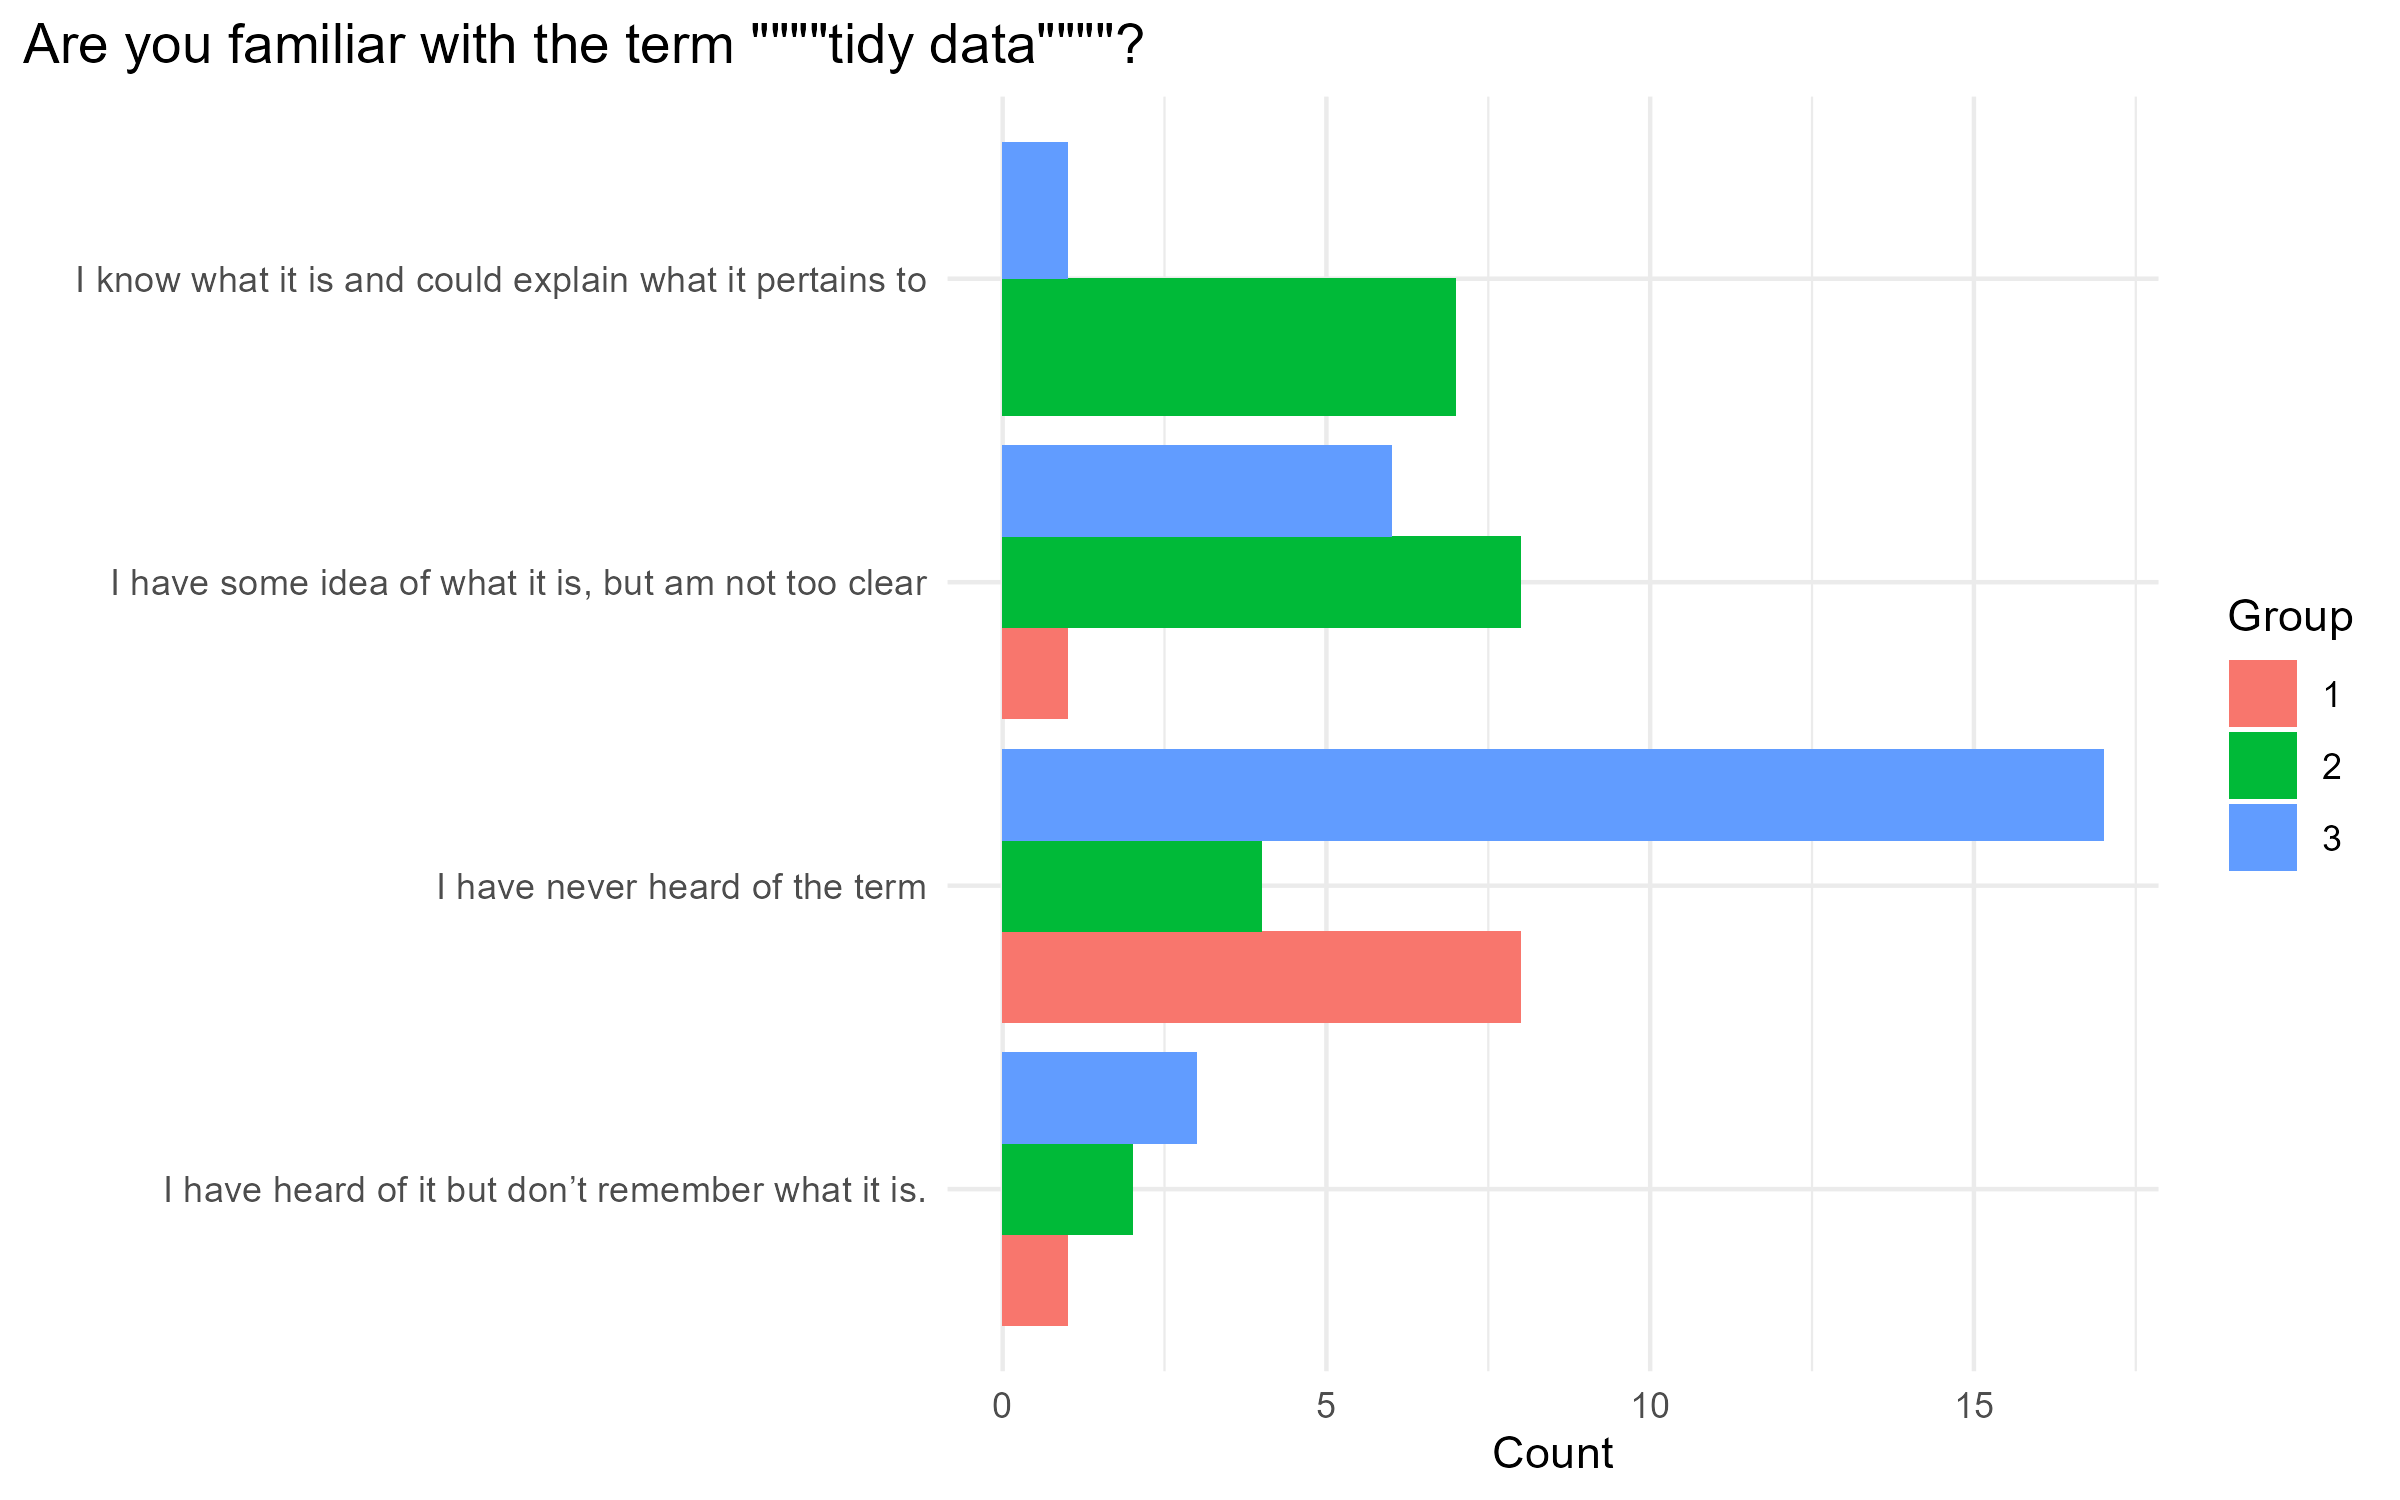 Are you familiar with the term """"tidy data""""?
I know what it is and could explain what it pertains to
I have some idea of what it is, but am not too clear
I have never heard of the term
I have heard of it but don’t remember what it is.
0 5 10 15
Count
Group
1
2
3